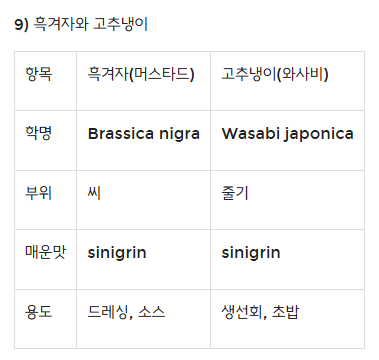 9) 흑겨자와 고추냉이
항목 흑겨자(머스타드) 고추냉이(와사비)
학명 Brassica nigra Wasabi japonica
부위 씨 줄기
매운맛 sinigrin sinigrin
용도 드레싱, 소스 생선회, 초밥